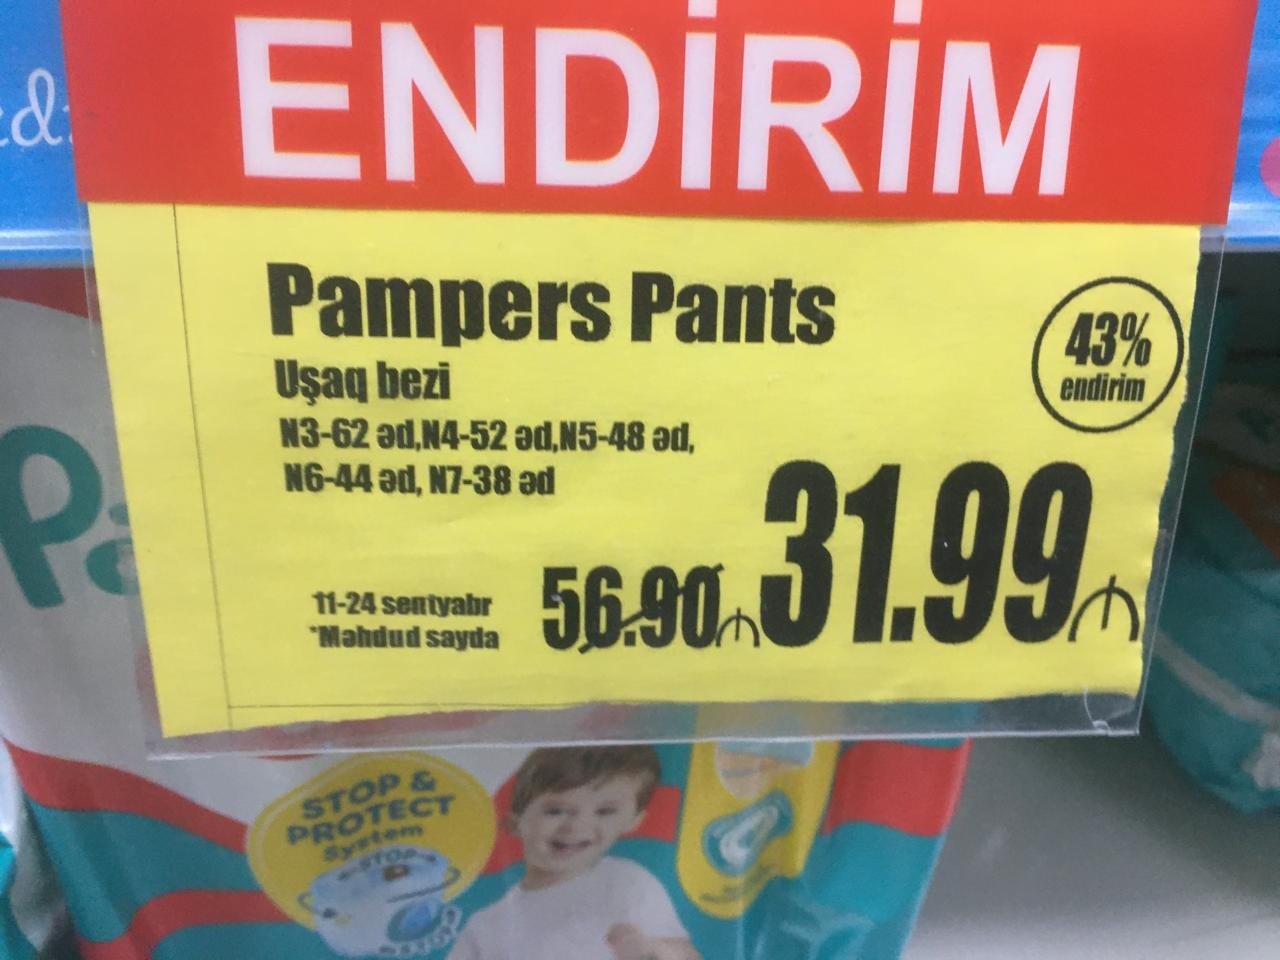 ENDİRİM
Pampers Pants
43%
endirim
Uşaq bezi
N3-62 əd,N4-52 əd,N5-48 əd,
N6-44 əd, N7-38 əd
31.99₼
56.90₼
11-24 sentyabr
*Məhdud sayda
STOP &
PROTECT
System
STOP